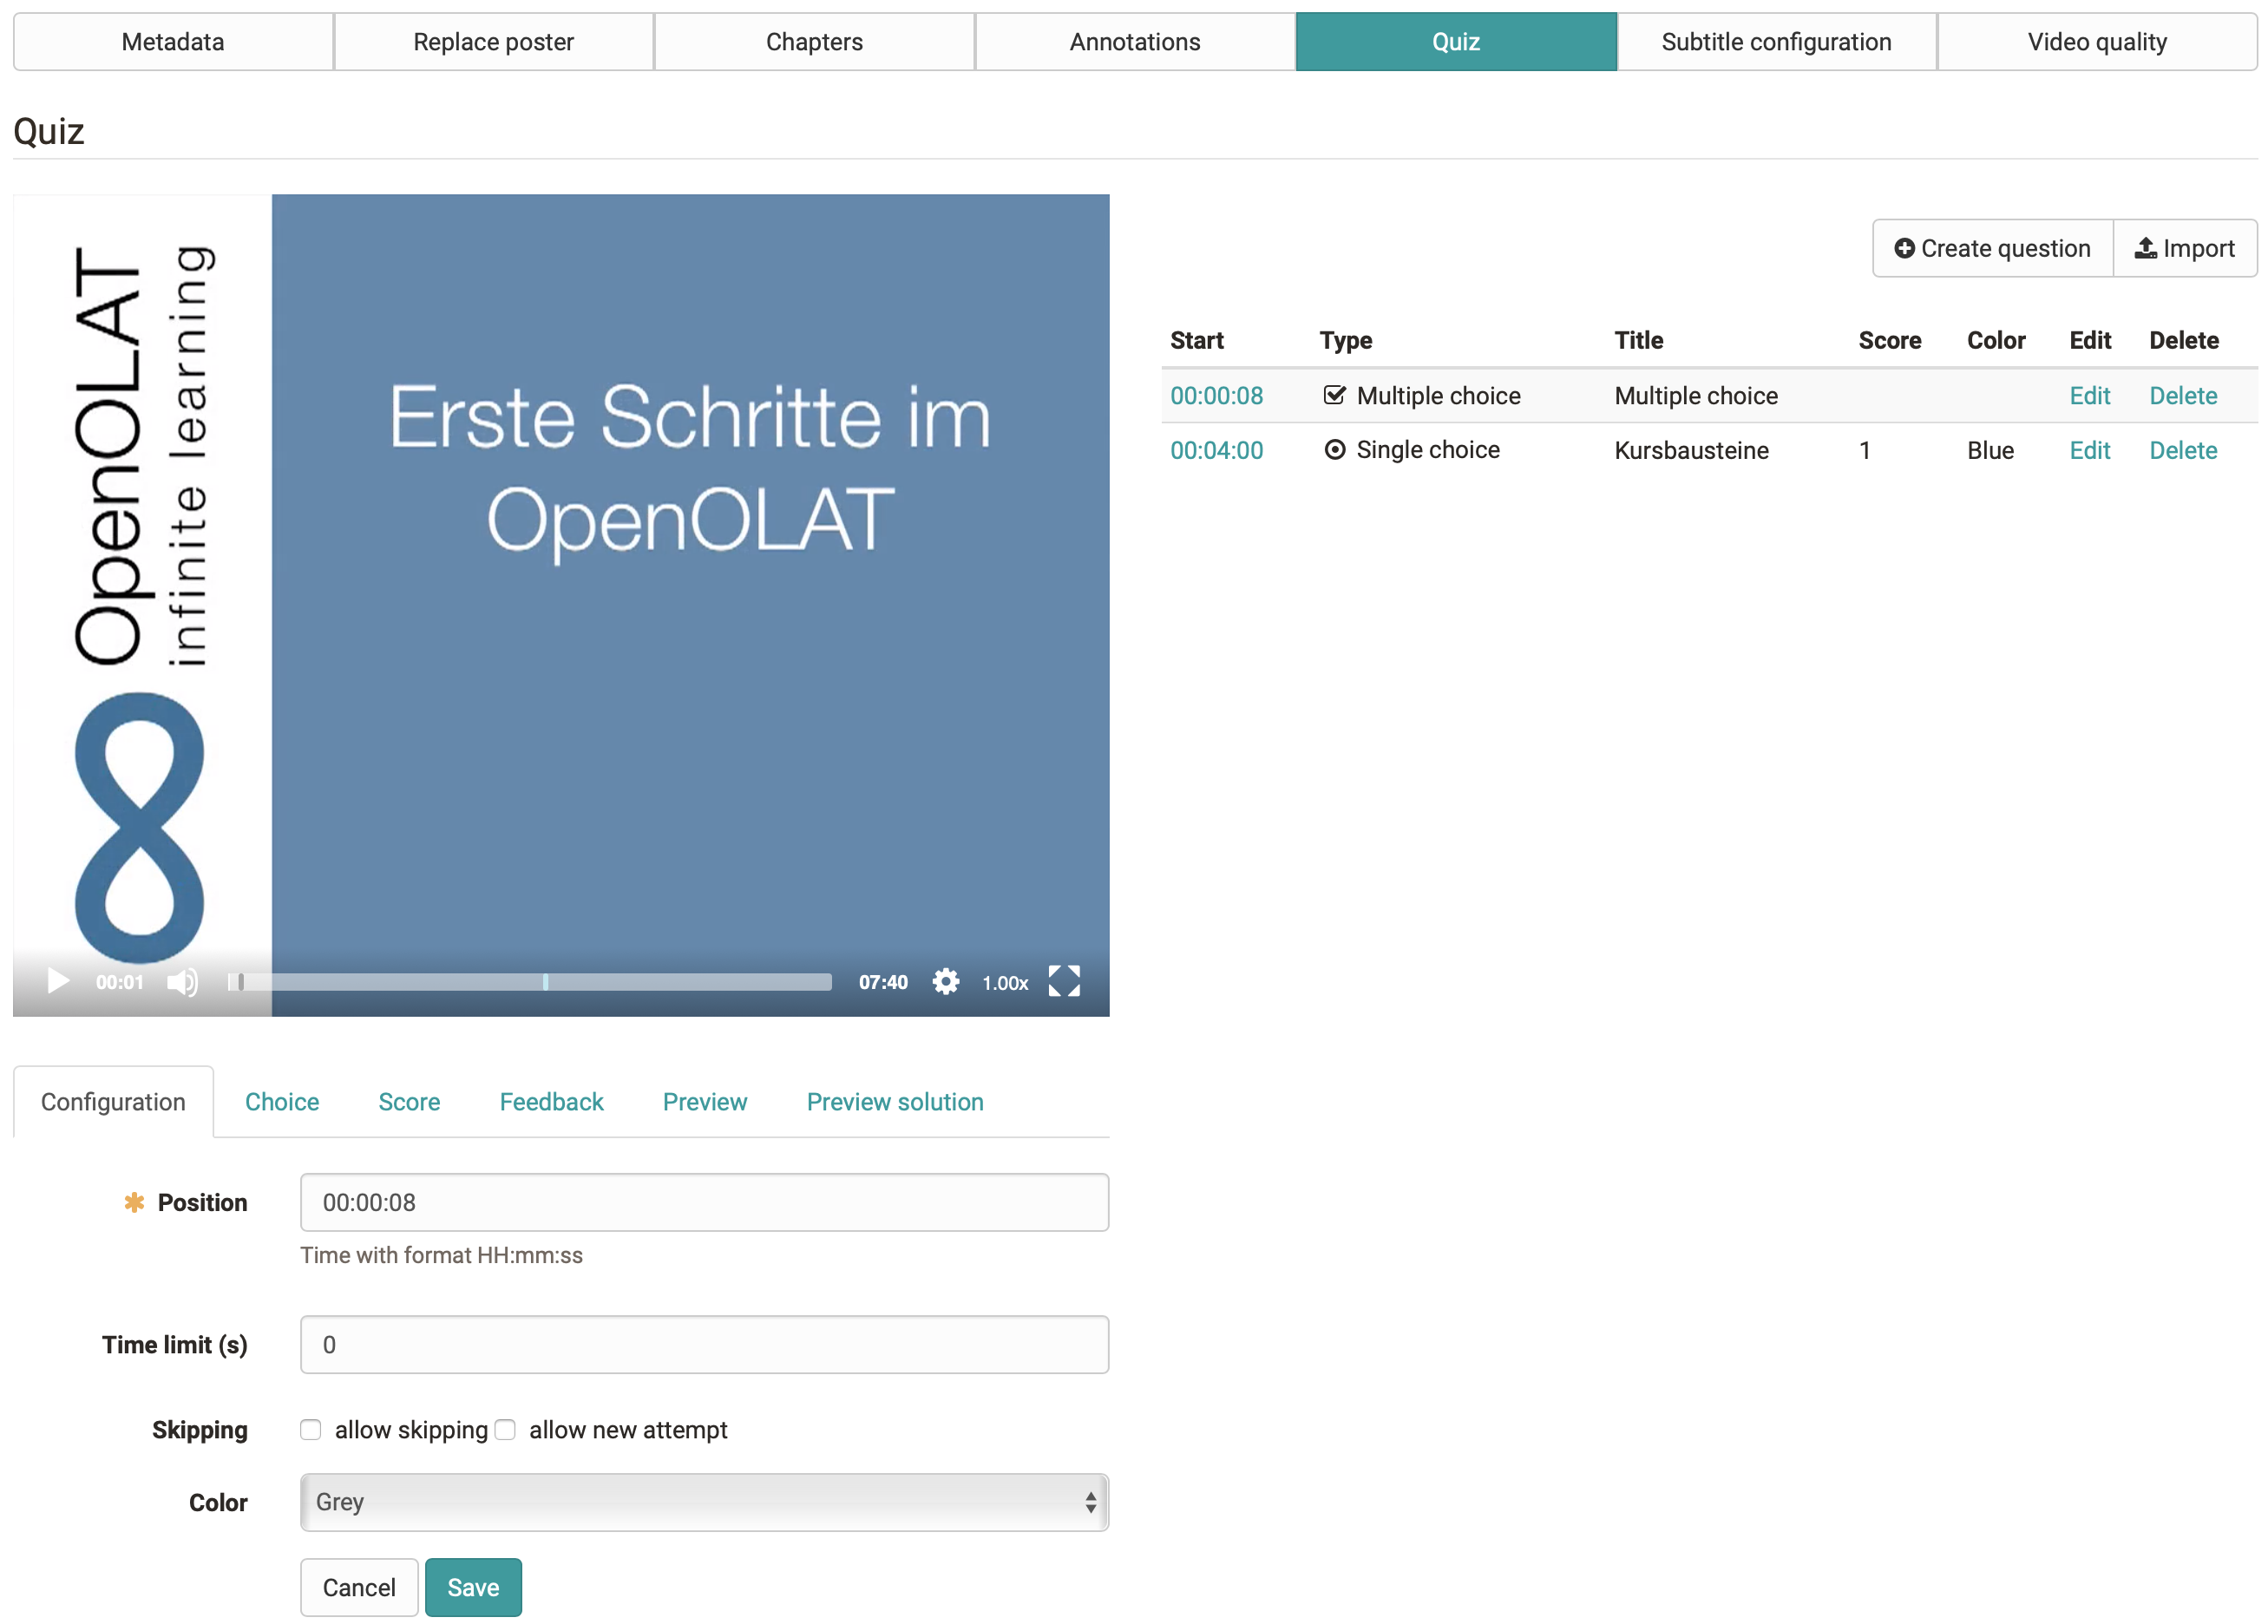 Metadata Replace poster Chapters Annotations Quiz Subtitle configuration Video quality
Quiz
OpenOLAT
infinite learning
Erste Schritte im
OpenOLAT
00:01 07:40 1.00x
Create question Import
Start Type Title Score Color Edit Delete
00:00:08 Multiple choice Multiple choice Edit Delete
00:04:00 Single choice Kursbausteine 1 Blue Edit Delete
Configuration Choice Score Feedback Preview Preview solution
Position 00:00:08
Time with format HH:mm:ss
Time limit (s) 0
Skipping allow skipping allow new attempt
Color Grey
Cancel Save